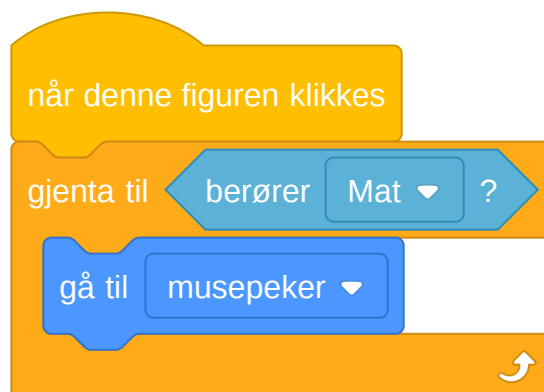 når denne figuren klikkes
gjenta til berører Mat ?
gå til musepeker